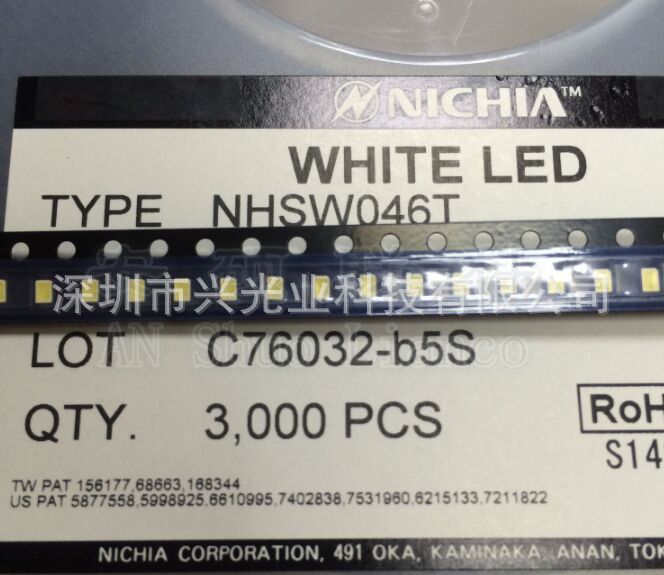 NICHIA™
WHITE LED
TYPE NHSW046T
深圳市兴光业科技有限公司
LOT C76032-b5S
QTY. 3,000 PCS
RoH
S14
TW PAT 156177,68663,168344
US PAT 5877558,5998925,6610995,7402838,7531960,6215133,7211822
NICHIA CORPORATION, 491 OKA, KAMINAKA, ANAN, TOK